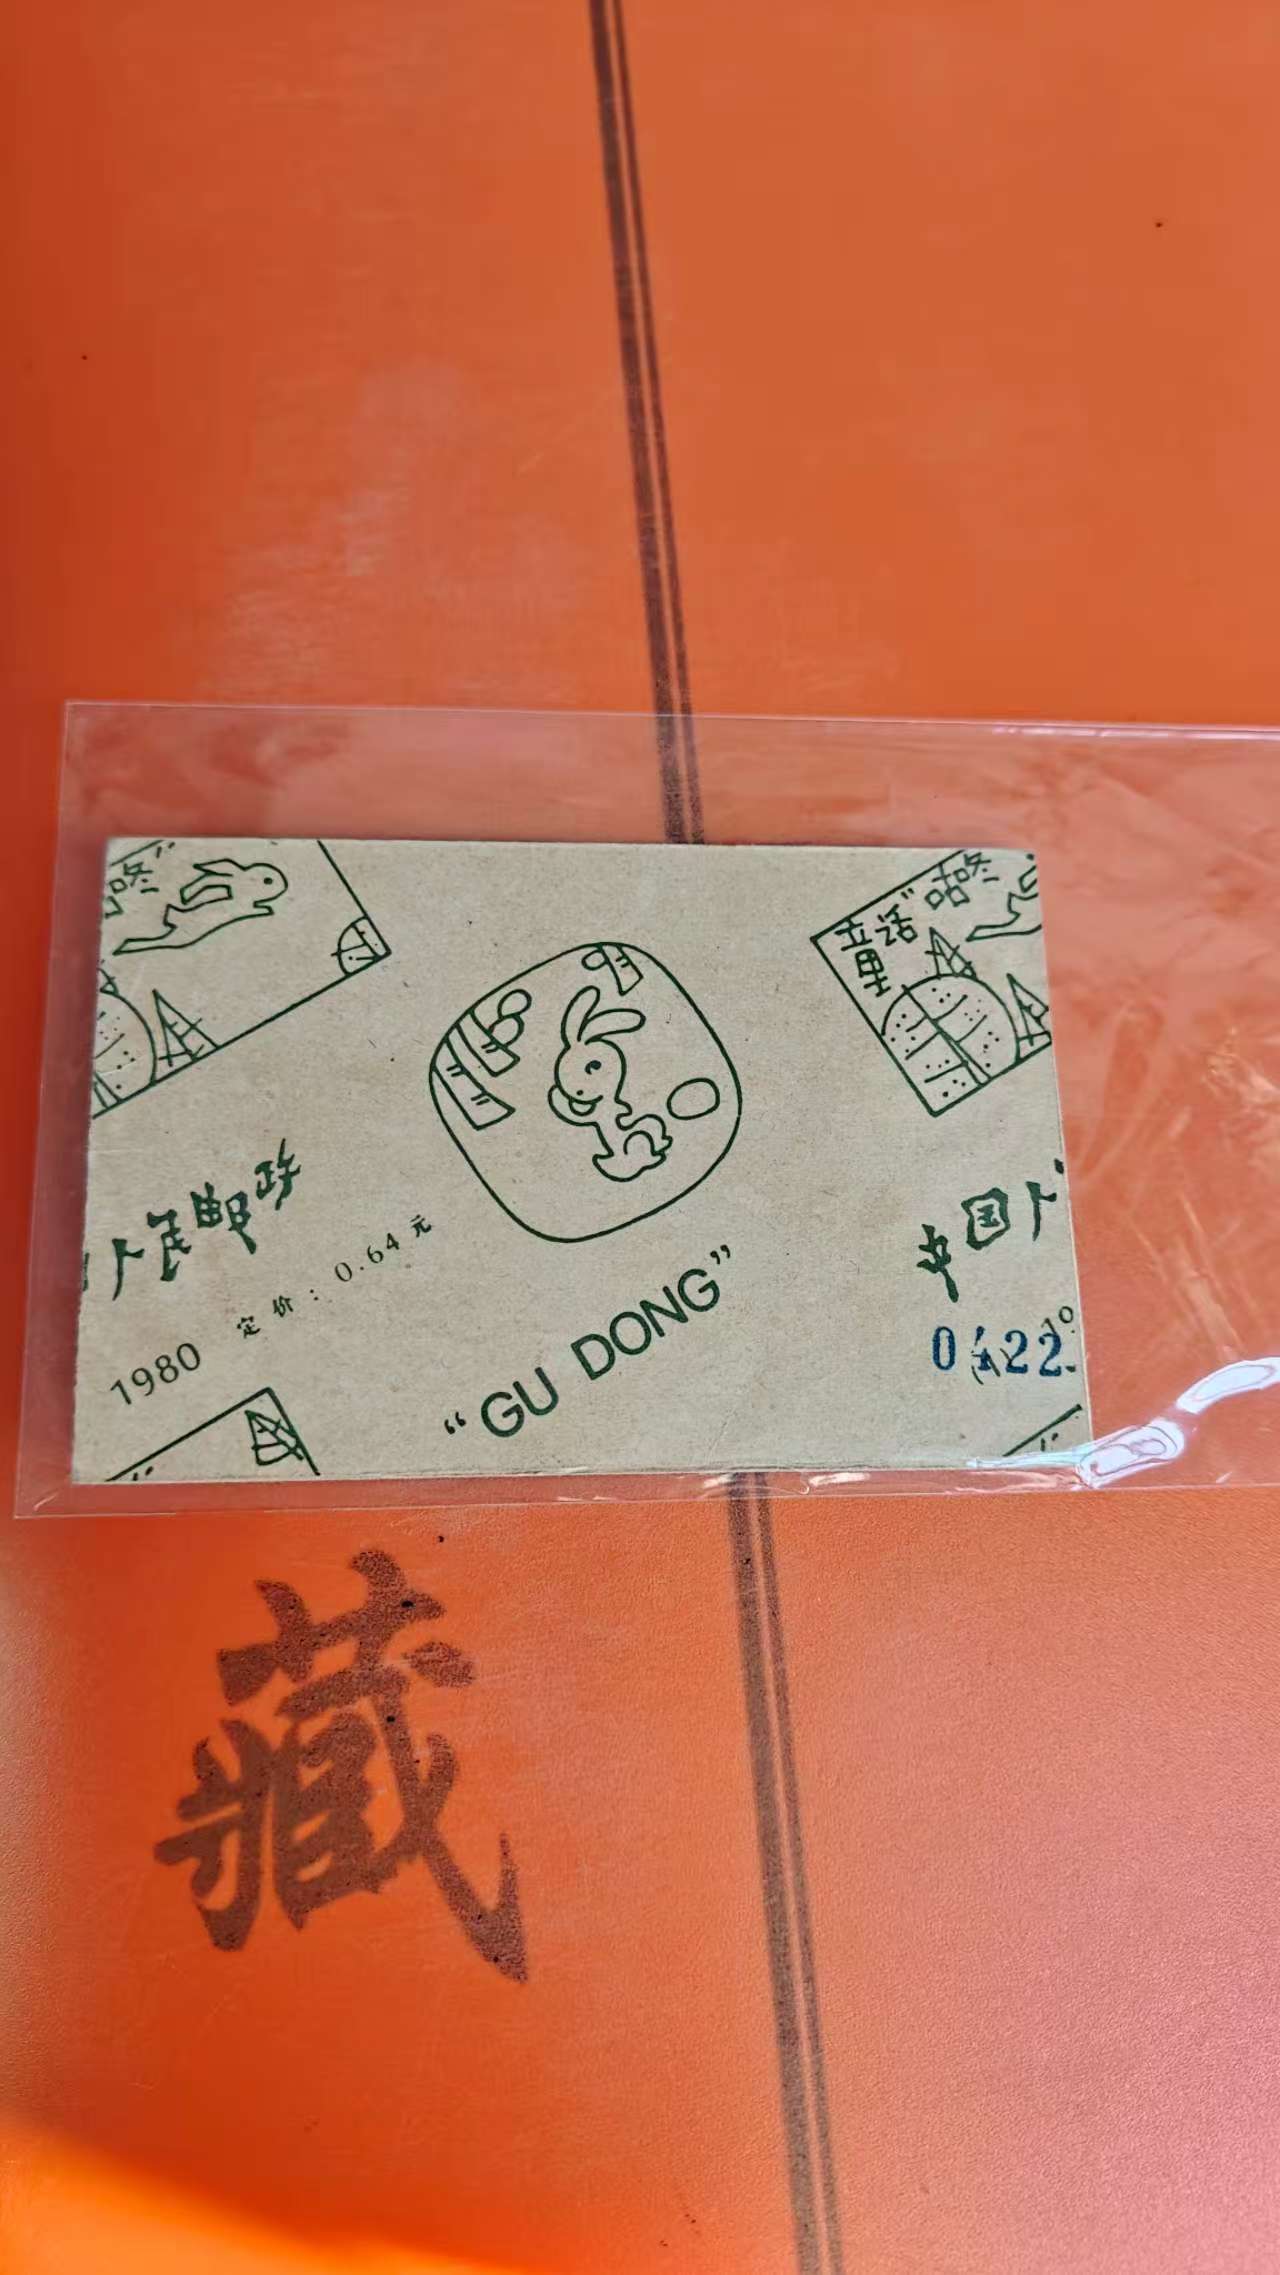 咕咚"
童话"咕咚
里
人民邮政
中国人
1980 定价:0.64元
"GU DONG"
藏